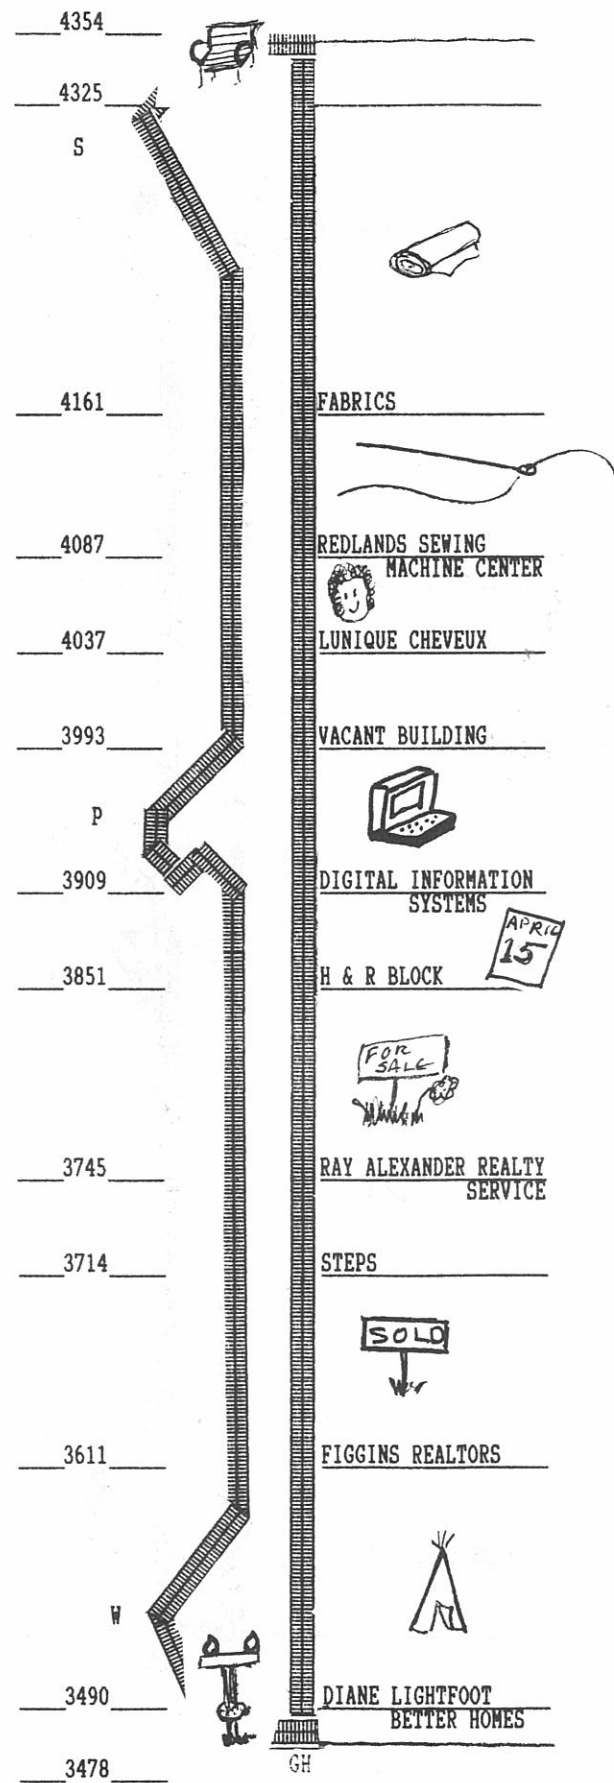 4354
4325
S
4161 FABRICS
4087 REDLANDS SEWING
MACHINE CENTER
4037 LUNIQUE CHEVEUX
3993 VACANT BUILDING
P
3909 DIGITAL INFORMATION
SYSTEMS
APRIL
15
3851 H & R BLOCK
FOR
SALE
3745 RAY ALEXANDER REALTY
SERVICE
3714 STEPS
SOLD
3611 FIGGINS REALTORS
W
3490 DIANE LIGHTFOOT
BETTER HOMES
GH
3478